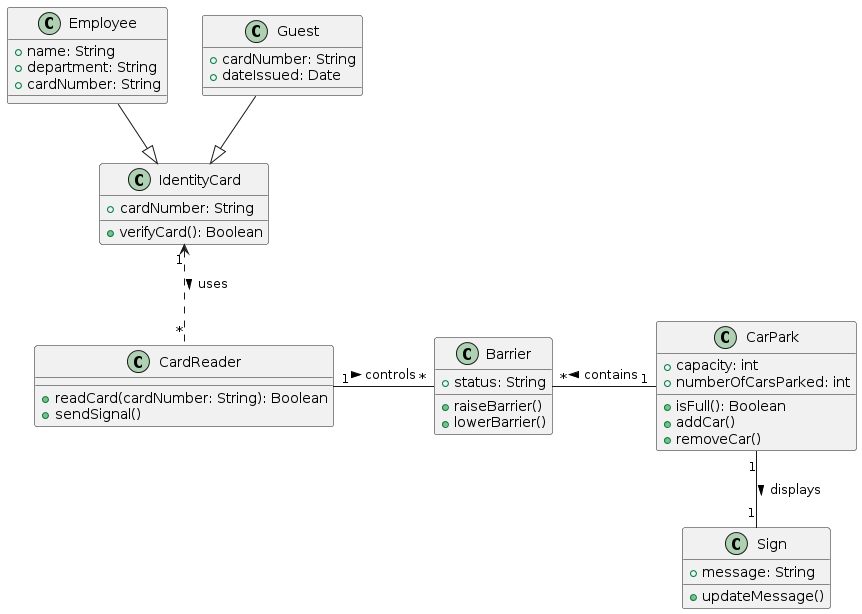 C Employee
name: String
department: String
cardNumber: String
C Guest
cardNumber: String
dateIssued: Date
C IdentityCard
cardNumber: String
verifyCard(): Boolean
1
uses
*
C CardReader
readCard(cardNumber: String): Boolean
sendSignal()
1 controls *
C Barrier
status: String
raiseBarrier()
lowerBarrier()
* contains 1
C CarPark
capacity: int
numberOfCarsParked: int
isFull(): Boolean
addCar()
removeCar()
1
displays
1
C Sign
message: String
updateMessage()